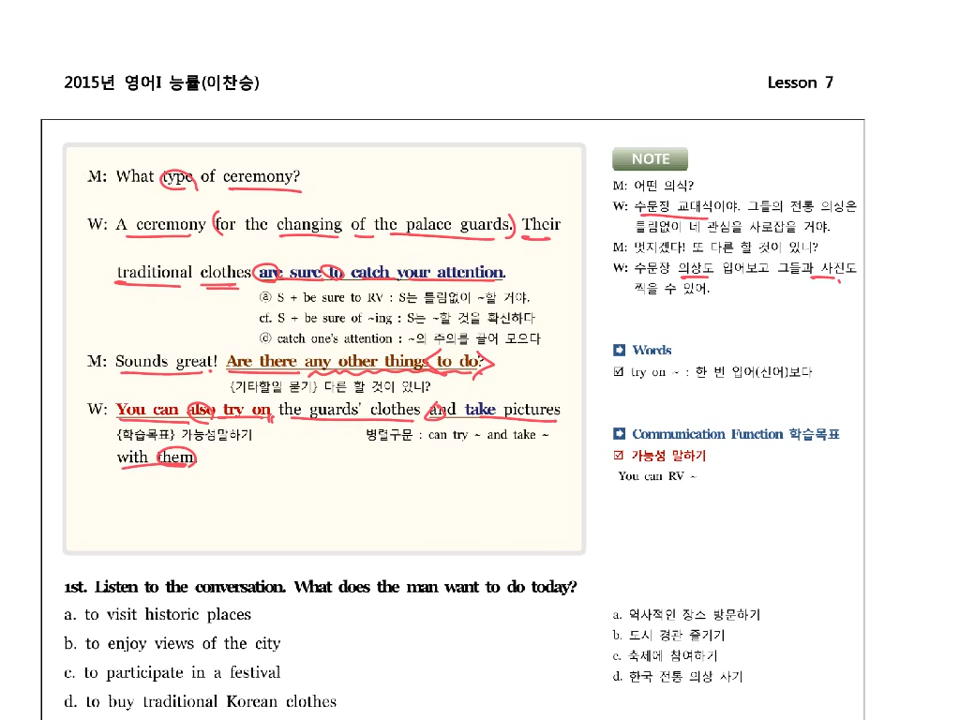 2015년 영어I 능률(이찬승)
Lesson 7
M: What type of ceremony?
W: A ceremony for the changing of the palace guards. Their
traditional clothes are sure to catch your attention.
ⓐ S + be sure to RV : S는 틀림없이 ~할 거야.
cf. S + be sure of ~ing : S는 ~할 것을 확신하다
ⓓ catch one's attention : ~의 주의를 끌어 모으다
M: Sounds great! Are there any other things to do?
{기타할일 묻기} 다른 할 것이 있니?
W: You can also try on the guards' clothes and take pictures
{학습목표} 가능성말하기
병렬구문 : can try ~ and take ~
with them.
NOTE
M: 어떤 의식?
W: 수문장 교대식이야. 그들의 전통 의상은
틀림없이 네 관심을 사로잡을 거야.
M: 멋지겠다! 또 다른 할 것이 있니?
W: 수문장 의상도 입어보고 그들과 사진도
찍을 수 있어.
Words
try on ~ : 한 번 입어(신어)보다
Communication Function 학습목표
가능성 말하기
You can RV ~
1st. Listen to the conversation. What does the man want to do today?
a. to visit historic places
b. to enjoy views of the city
c. to participate in a festival
d. to buy traditional Korean clothes
a. 역사적인 장소 방문하기
b. 도시 경관 즐기기
c. 축제에 참여하기
d. 한국 전통 의상 사기